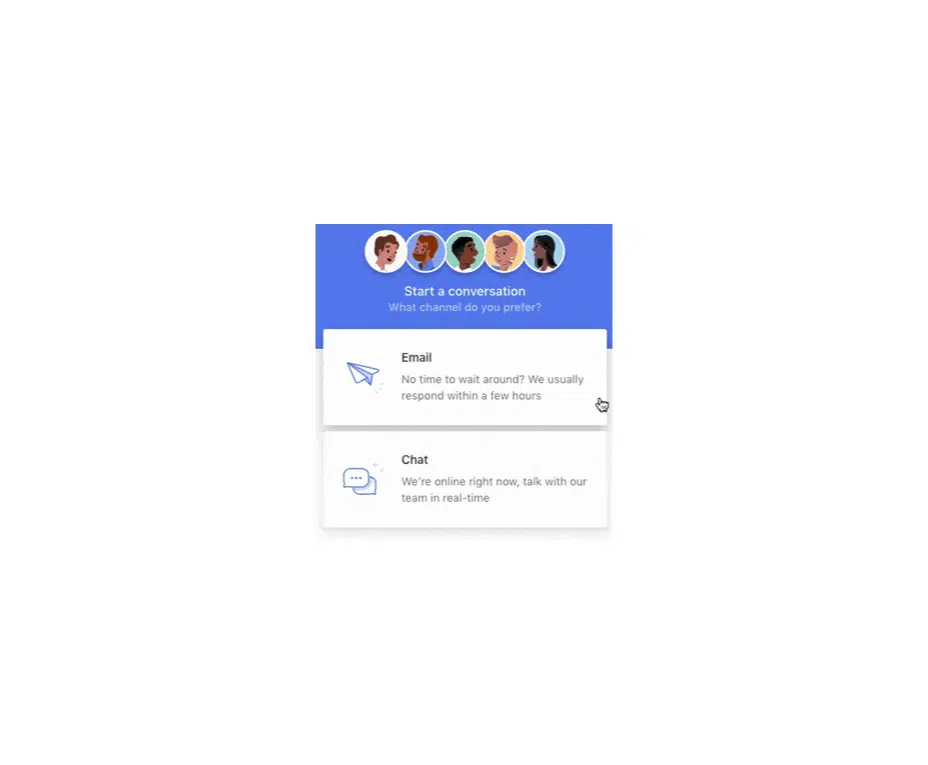 Start a conversation
What channel do you prefer?
Email
No time to wait around? We usually
respond within a few hours
Chat
We're online right now, talk with our
team in real-time